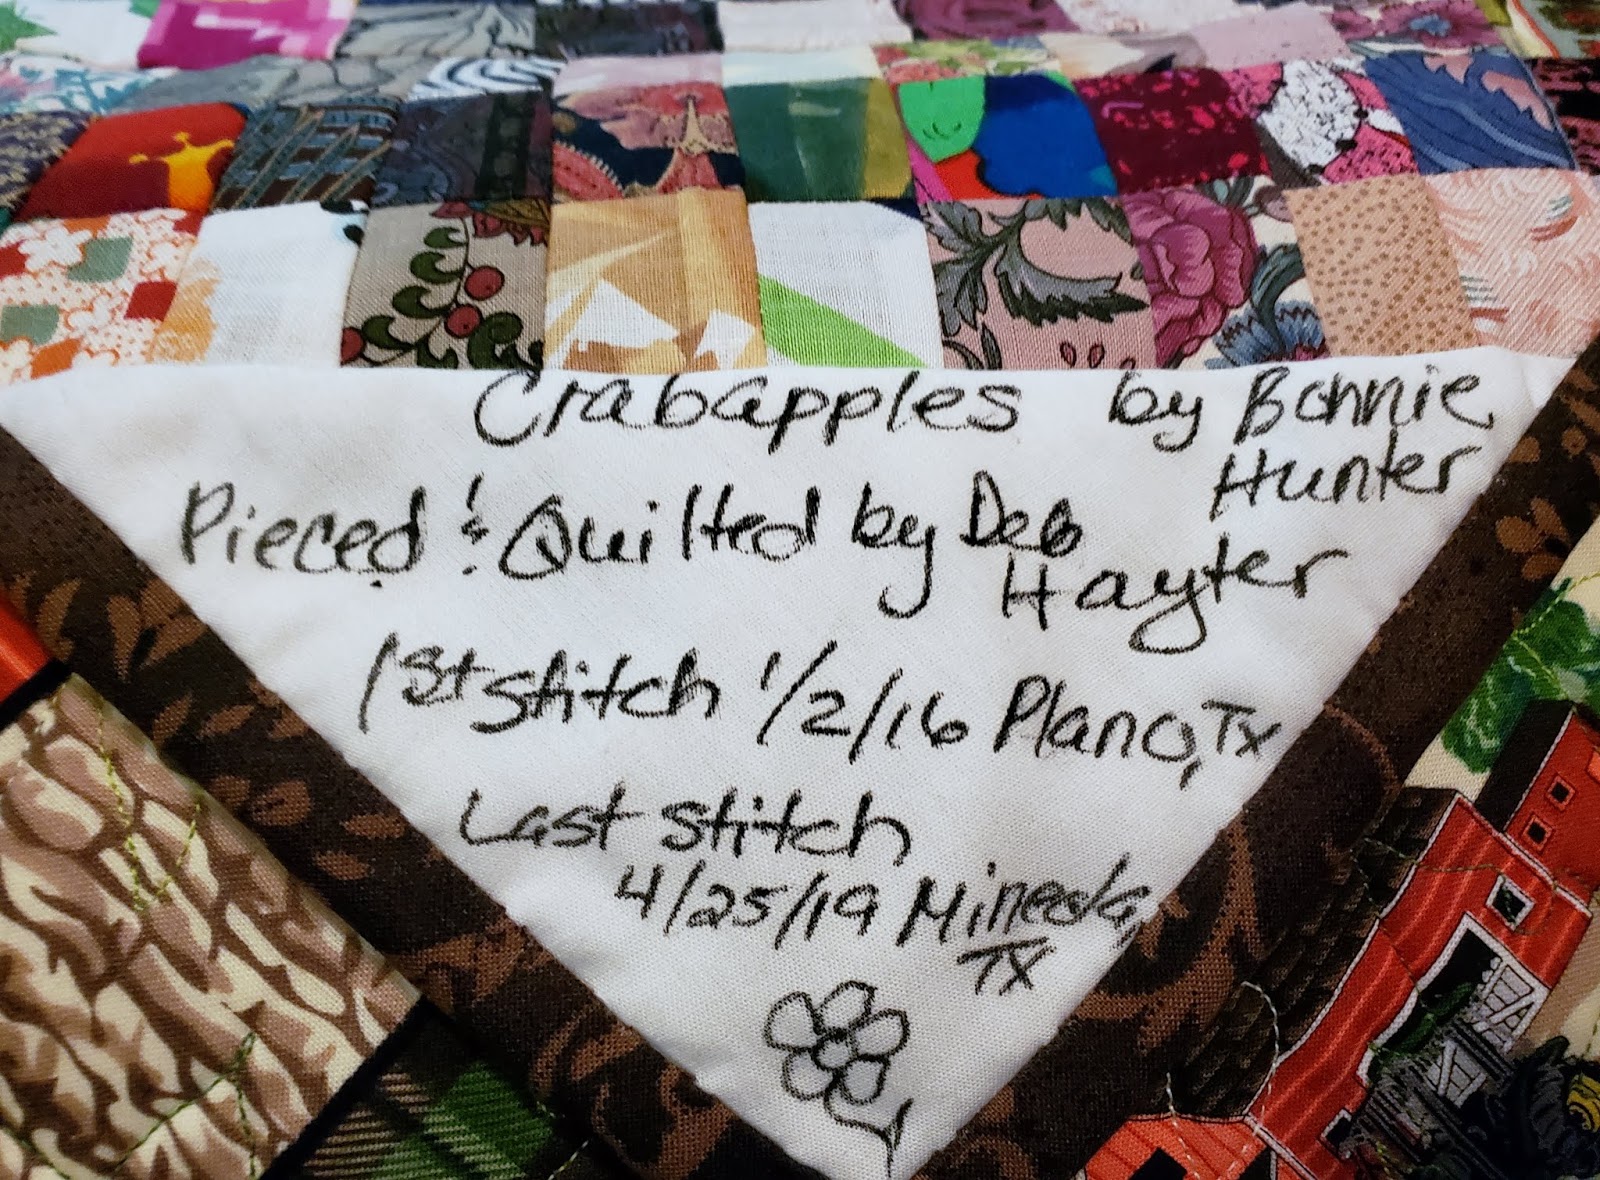 Crabapples by Bonnie
Hunter
Pieced & Quilted by Deb
Hayter
1st stitch 1/2/16 Plano, Tx
Last stitch
4/25/19 Mineola,
TX